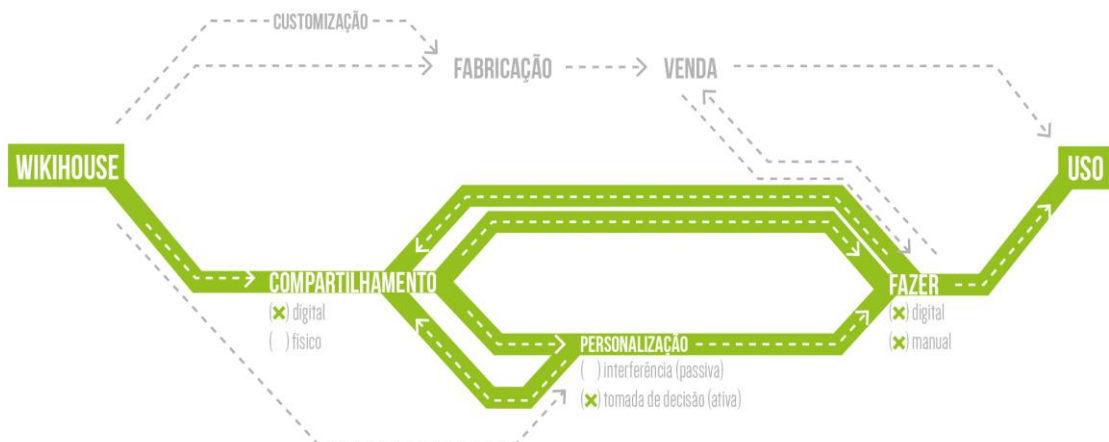 CUSTOMIZAÇÃO
FABRICAÇÃO
VENDA
WIKIHOUSE
USO
COMPARTILHAMENTO
(×) digital
( ) físico
FAZER
(×) digital
(×) manual
PERSONALIZAÇÃO
( ) interferência (passiva)
(×) tomada de decisão (ativa)